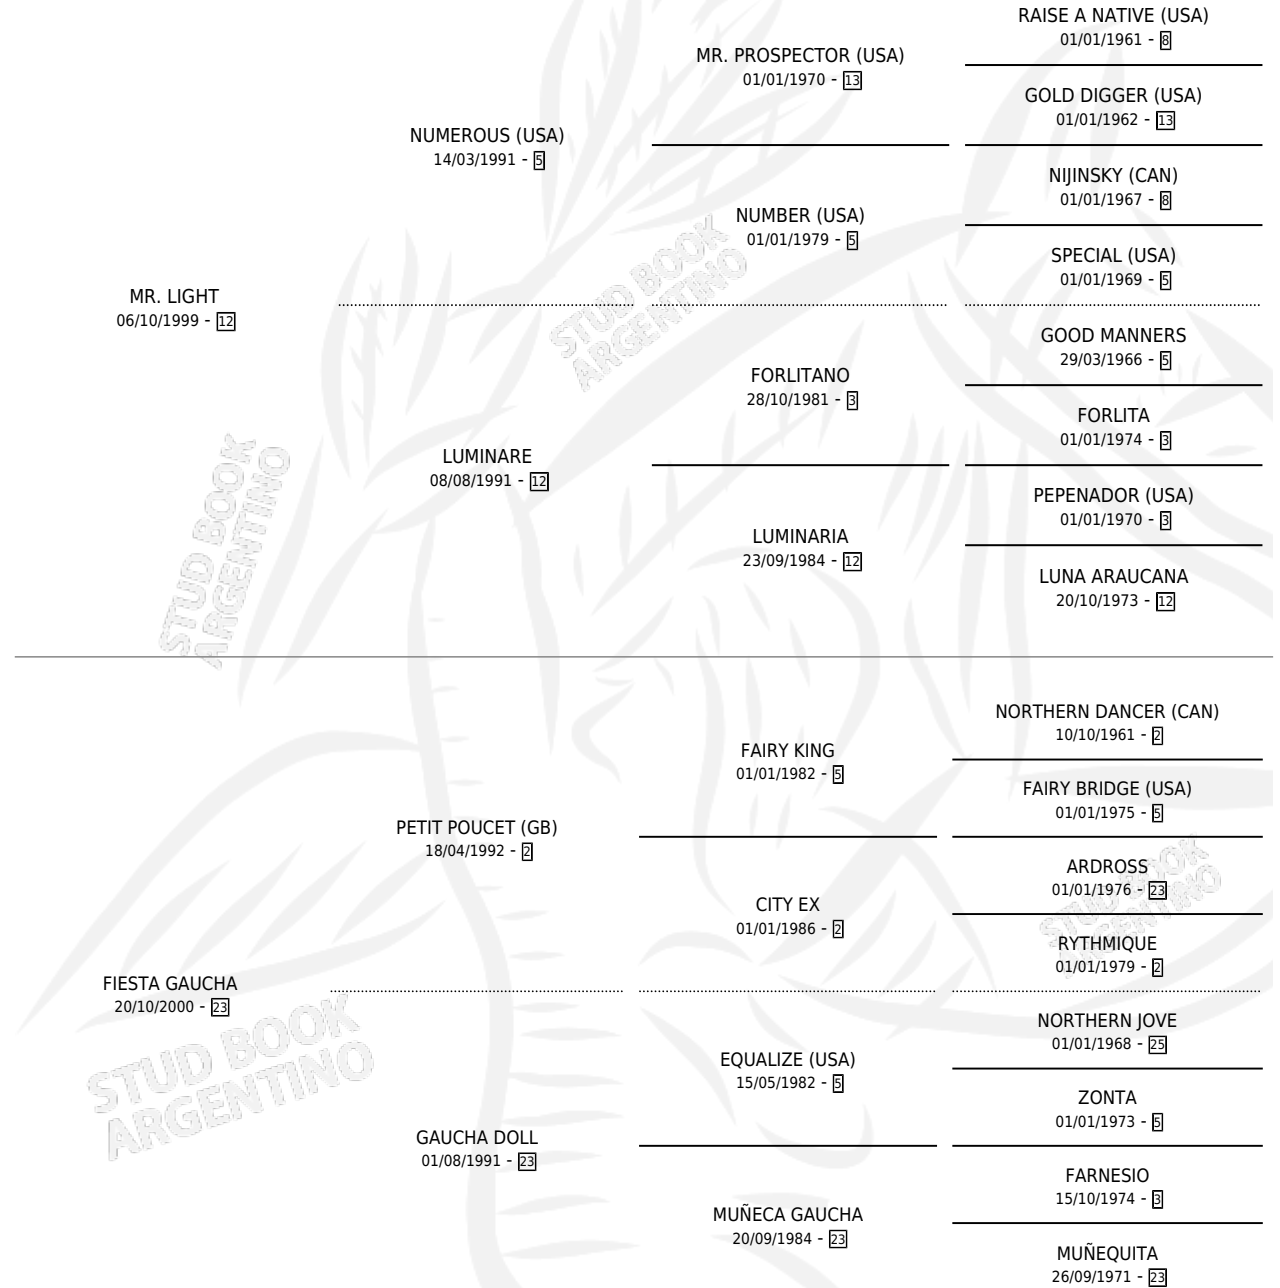 RAISE A NATIVE (USA)
01/01/1961 - 8
MR. PROSPECTOR (USA)
01/01/1970 - 13
GOLD DIGGER (USA)
01/01/1962 - 13
NUMEROUS (USA)
14/03/1991 - 5
NIJINSKY (CAN)
01/01/1967 - 8
NUMBER (USA)
01/01/1979 - 5
SPECIAL (USA)
01/01/1969 - 5
MR. LIGHT
06/10/1999 - 12
GOOD MANNERS
29/03/1966 - 5
FORLITANO
28/10/1981 - 3
FORLITA
01/01/1974 - 3
LUMINARE
08/08/1991 - 12
PEPENADOR (USA)
01/01/1970 - 3
LUMINARIA
23/09/1984 - 12
LUNA ARAUCANA
20/10/1973 - 12
NORTHERN DANCER (CAN)
10/10/1961 - 2
FAIRY KING
01/01/1982 - 5
FAIRY BRIDGE (USA)
01/01/1975 - 5
PETIT POUCET (GB)
18/04/1992 - 2
ARDROSS
01/01/1976 - 23
CITY EX
01/01/1986 - 2
RYTHMIQUE
01/01/1979 - 2
FIESTA GAUCHA
20/10/2000 - 23
NORTHERN JOVE
01/01/1968 - 25
EQUALIZE (USA)
15/05/1982 - 5
ZONTA
01/01/1973 - 5
GAUCHA DOLL
01/08/1991 - 23
FARNESIO
15/10/1974 - 3
MUÑECA GAUCHA
20/09/1984 - 23
MUÑEQUITA
26/09/1971 - 23
STUD BOOK
ARGENTINO
STUD BOOK
ARGENTINO
STUD BOOK
ARGENTINO
STUD BOOK
ARGENTINO